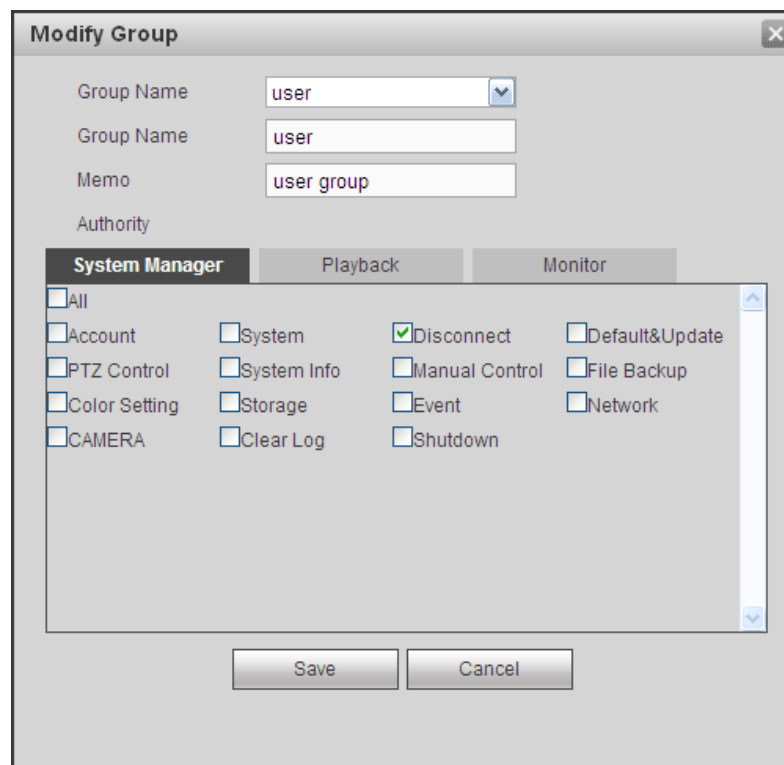 Modify Group
Group Name user
Group Name user
Memo user group
Authority
System Manager Playback Monitor
All
Account System Disconnect Default&Update
PTZ Control System Info Manual Control File Backup
Color Setting Storage Event Network
CAMERA Clear Log Shutdown
Save Cancel